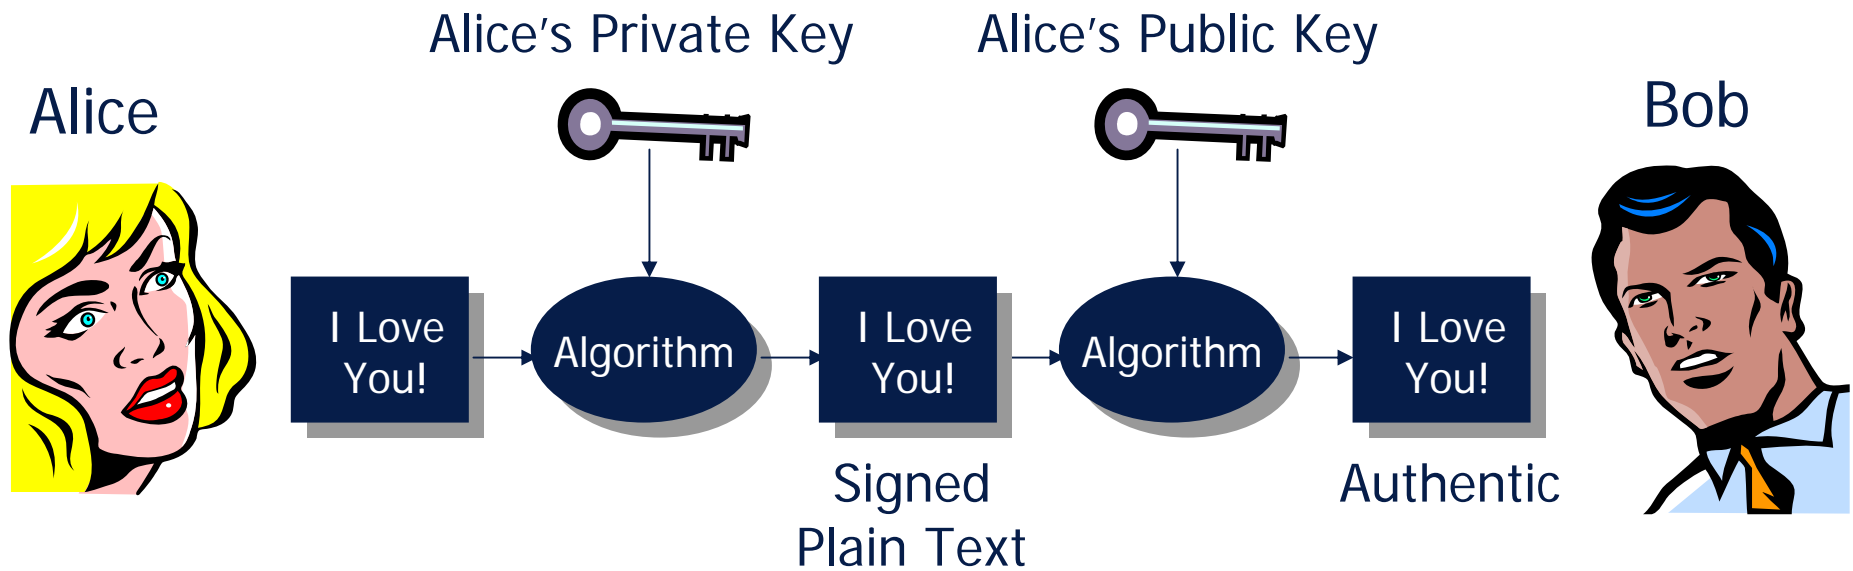 Alice's Private Key
Alice's Public Key
Alice
Bob
I Love
You!
Algorithm
I Love
You!
Algorithm
I Love
You!
Signed
Plain Text
Authentic